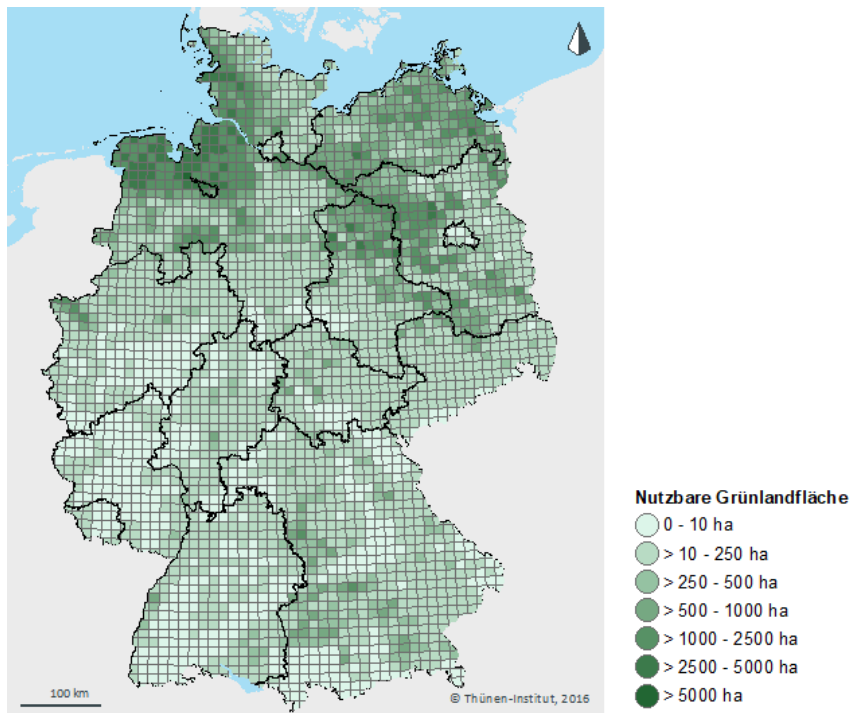 Nutzbare Grünlandfläche
0 - 10 ha
> 10 - 250 ha
> 250 - 500 ha
> 500 - 1000 ha
> 1000 - 2500 ha
> 2500 - 5000 ha
> 5000 ha
100 km
© Thünen-Institut, 2016